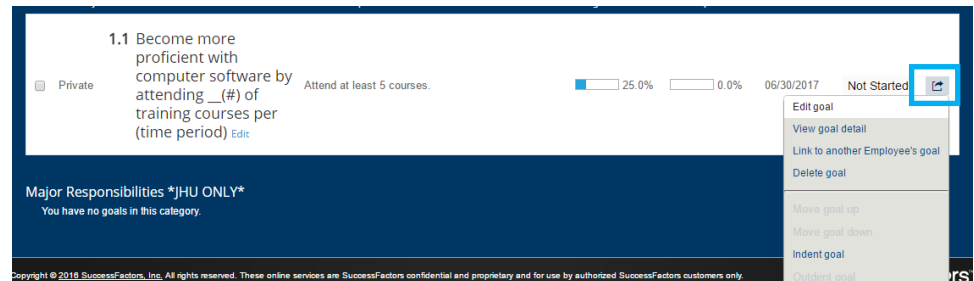 1.1 Become more
proficient with
computer software by
attending __(#) of
training courses per
(time period) Edit
Private
Attend at least 5 courses.
25.0%
0.0%
06/30/2017
Not Started
Edit goal
View goal detail
Link to another Employee's goal
Delete goal
Move goal up
Move goal down
Indent goal
Outdent goal
Major Responsibilities *JHU ONLY*
You have no goals in this category.
Copyright © 2016 SuccessFactors, Inc. All rights reserved. These online services are SuccessFactors confidential and proprietary and for use by authorized SuccessFactors customers only.
rs